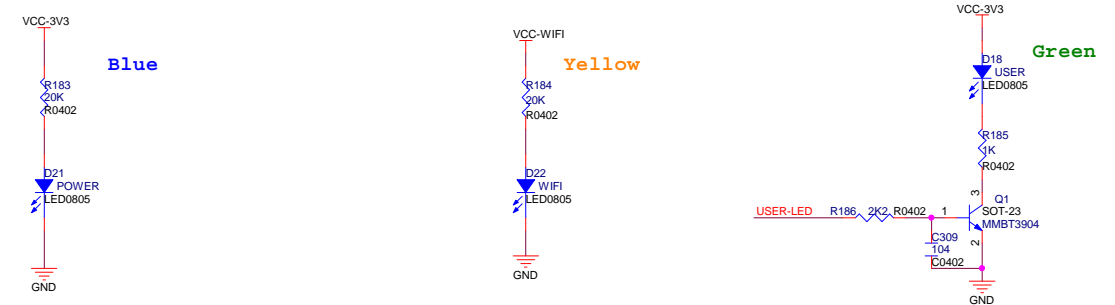 VCC-3V3
Blue
R183
20K
R0402
D21
POWER
LED0805
GND
VCC-WIFI
Yellow
R184
20K
R0402
D22
WIFI
LED0805
GND
VCC-3V3
Green
D18
USER
LED0805
R185
1K
R0402
3
Q1
SOT-23
MMBT3904
USER-LED
R186 2K2 R0402
1
2
C309
104
C0402
GND